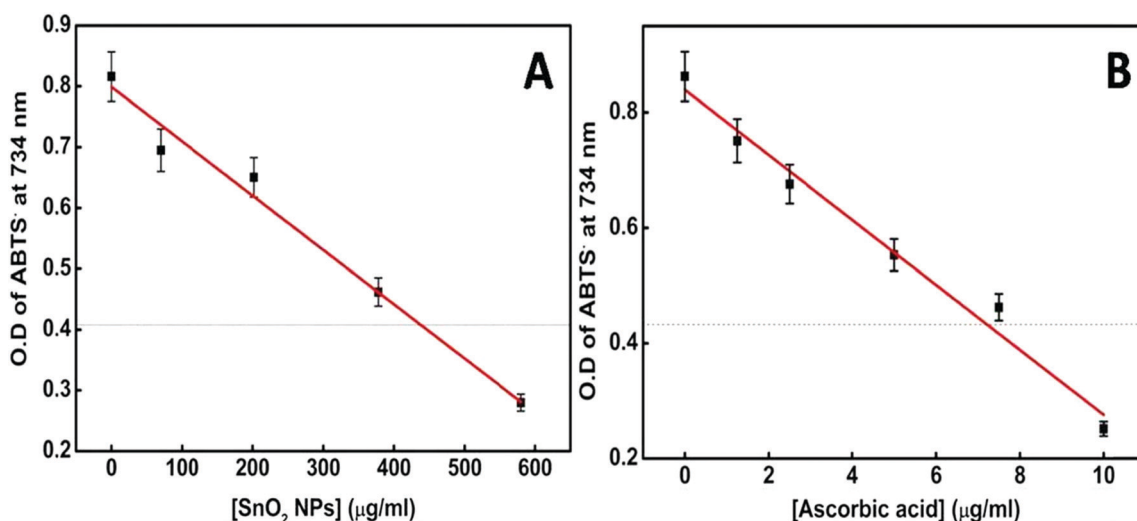 A
O.D of ABTS· at 734 nm
0.9
0.8
0.7
0.6
0.5
0.4
0.3
0.2
0 100 200 300 400 500 600
[SnO₂ NPs] (μg/ml)
B
O.D of ABTS· at 734 nm
0.8
0.6
0.4
0.2
0 2 4 6 8 10
[Ascorbic acid] (μg/ml)